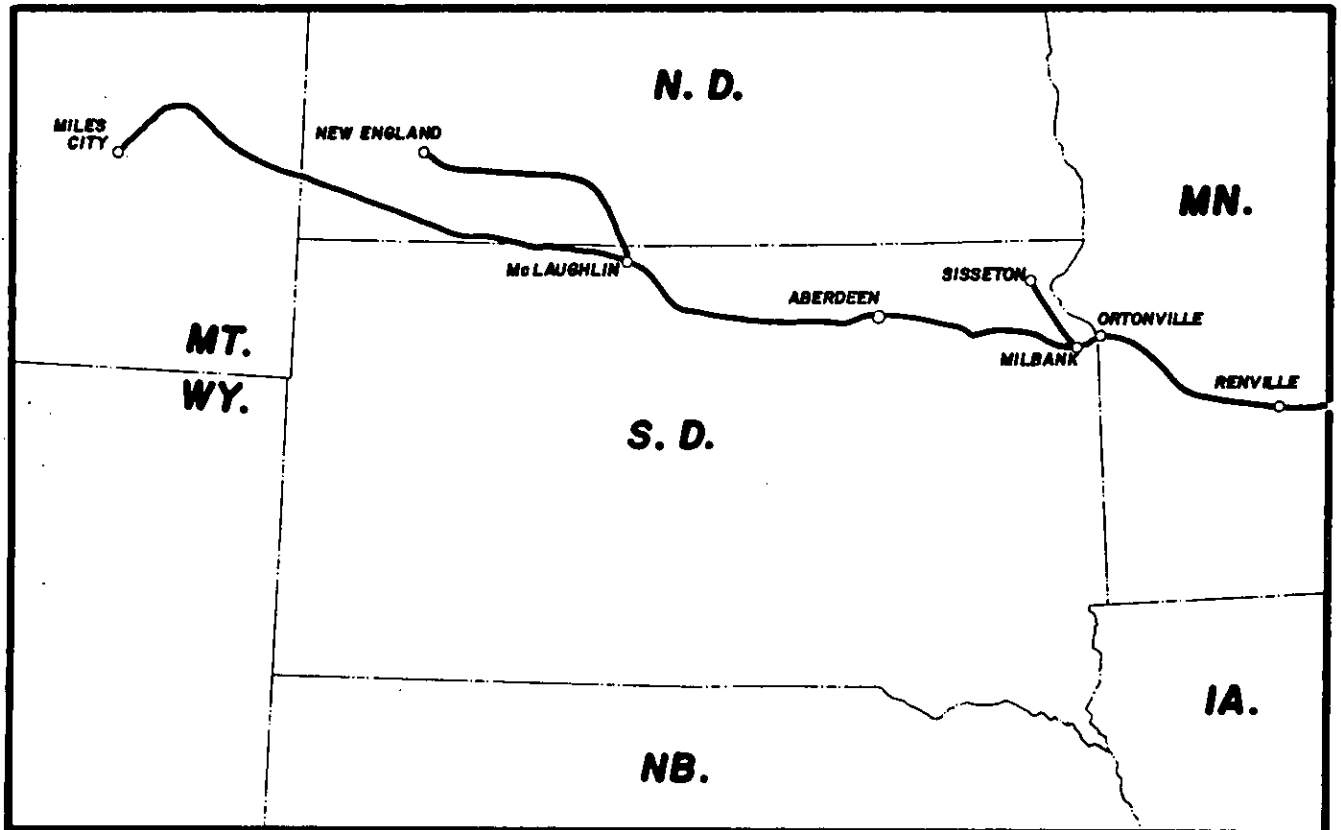 N. D.
MILES
CITY
NEW ENGLAND
MN.
McLAUGHLIN
SISSETON
ABERDEEN
ORTONVILLE
MT.
MILBANK
WY.
RENVILLE
S. D.
IA.
NB.